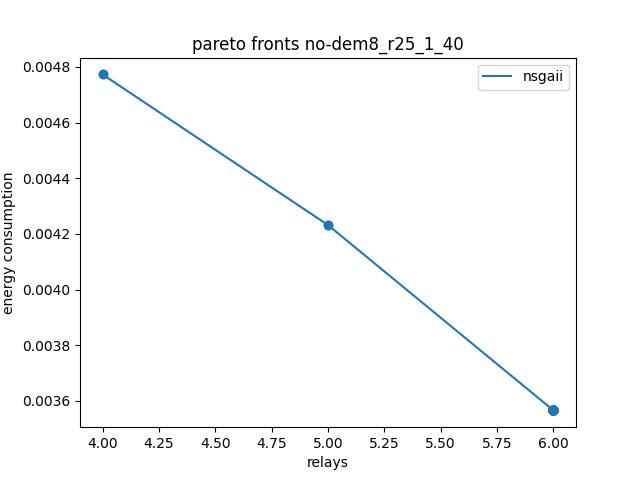 pareto fronts no-dem8_r25_1_40
nsgaii
0.0048
0.0046
0.0044
0.0042
0.0040
0.0038
0.0036
energy consumption
4.00 4.25 4.50 4.75 5.00 5.25 5.50 5.75 6.00
relays